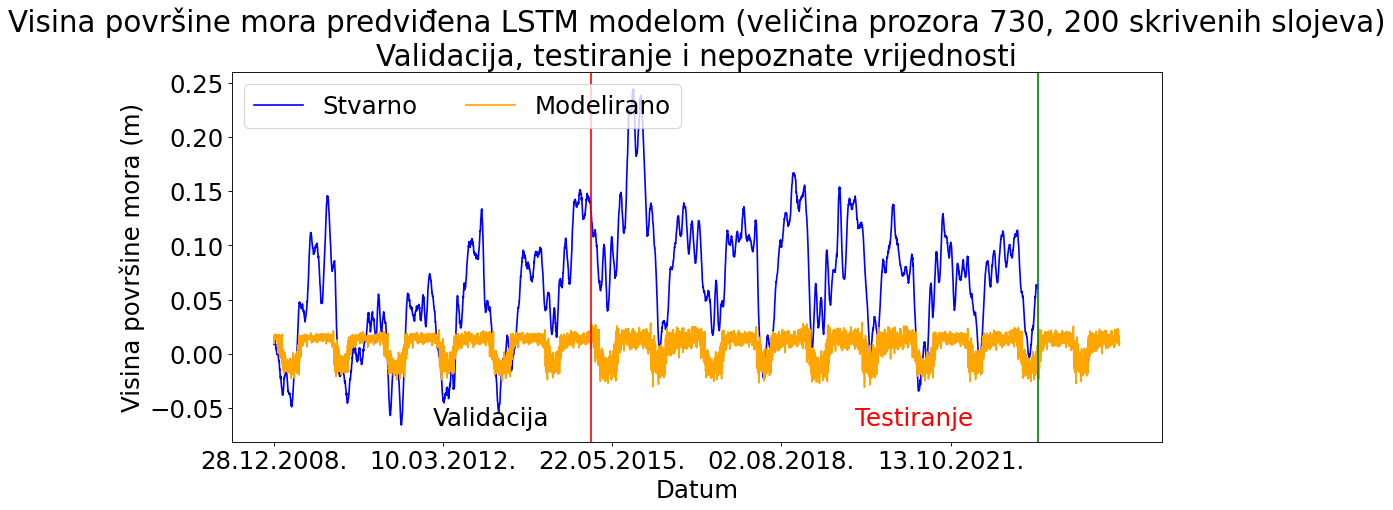 Visina površine mora predviđena LSTM modelom (veličina prozora 730, 200 skrivenih slojeva)
Validacija, testiranje i nepoznate vrijednosti
Stvarno
Modelirano
Visina površine mora (m)
0.25
0.20
0.15
0.10
0.05
0.00
−0.05
Validacija
Testiranje
28.12.2008.
10.03.2012.
22.05.2015.
02.08.2018.
13.10.2021.
Datum